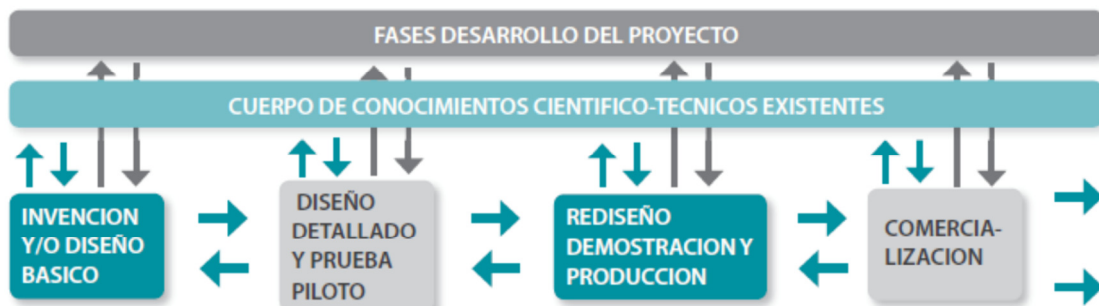 FASES DESARROLLO DEL PROYECTO
CUERPO DE CONOCIMIENTOS CIENTIFICO-TECNICOS EXISTENTES
INVENCION
Y/O DISEÑO
BASICO
DISEÑO
DETALLADO
Y PRUEBA
PILOTO
REDISEÑO
DEMOSTRACION Y
PRODUCCION
COMERCIA-
LIZACION